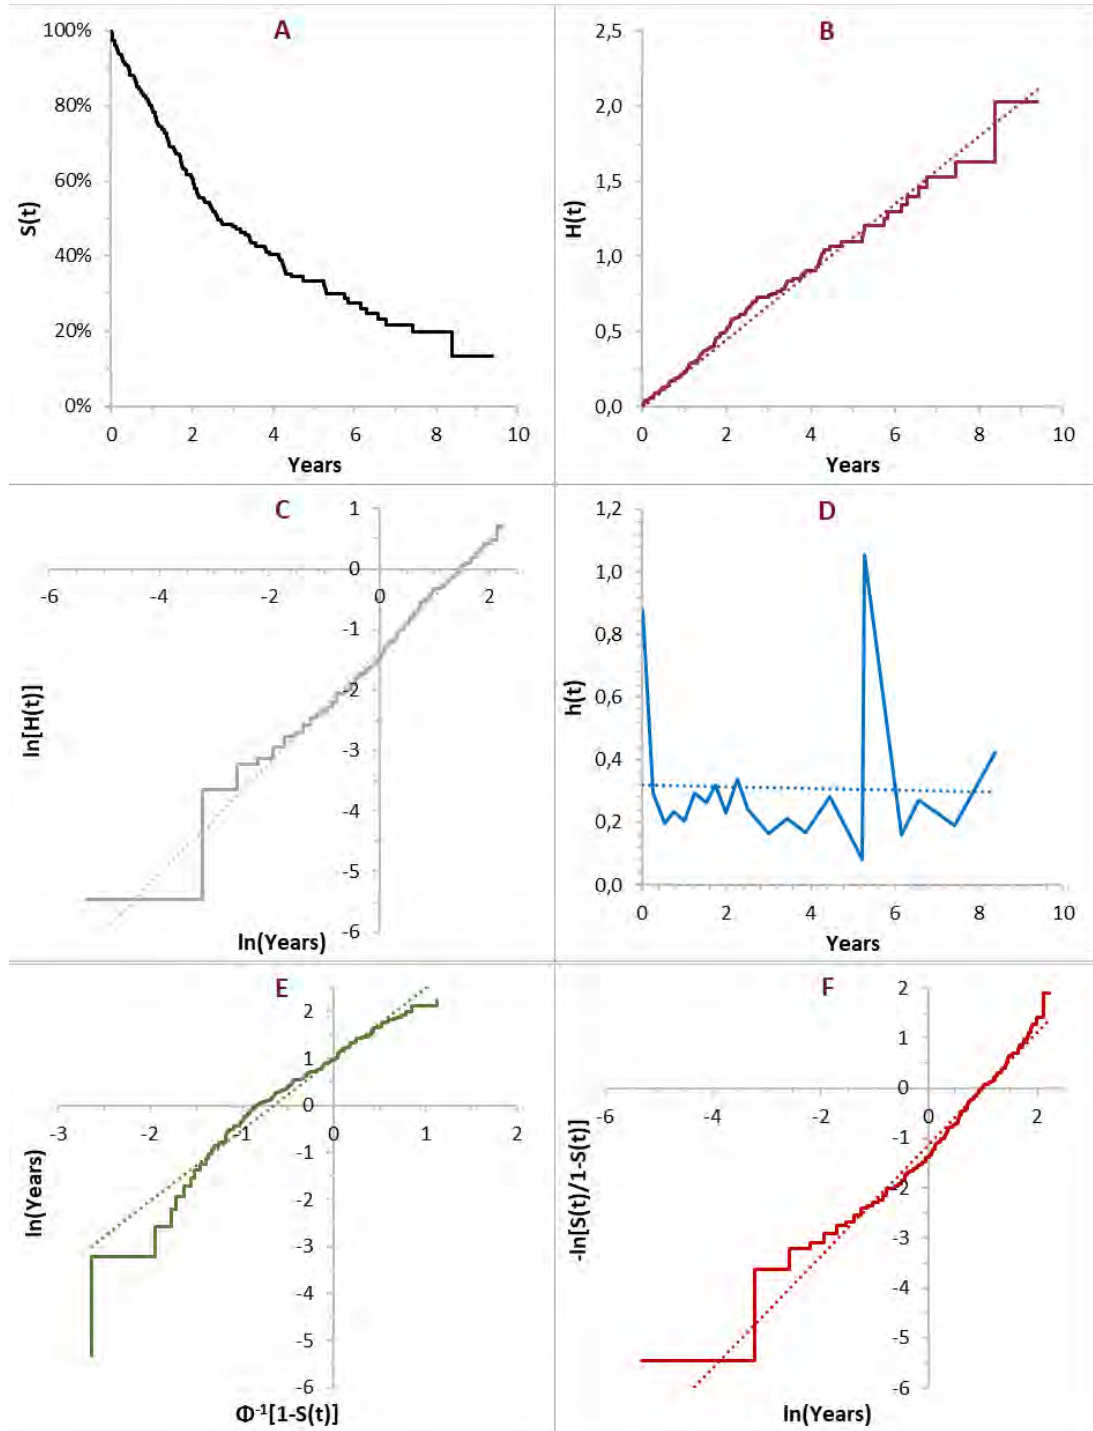 A
100%
80%
60%
40%
20%
0%
S(t)
0 2 4 6 8 10
Years
B
2,5
2,0
1,5
1,0
0,5
0,0
H(t)
0 2 4 6 8 10
Years
C
1
0
-1
-2
-3
-4
-5
-6
-6 -4 -2 0 2
ln[H(t)]
ln(Years)
D
1,2
1,0
0,8
0,6
0,4
0,2
0,0
h(t)
0 2 4 6 8 10
Years
E
2
1
0
-1
-2
-3
-4
-5
-6
-3 -2 -1 0 1 2
ln(Years)
Φ⁻¹[1-S(t)]
F
2
1
0
-1
-2
-3
-4
-5
-6
-6 -4 -2 0 2
-ln[S(t)/1-S(t)]
ln(Years)